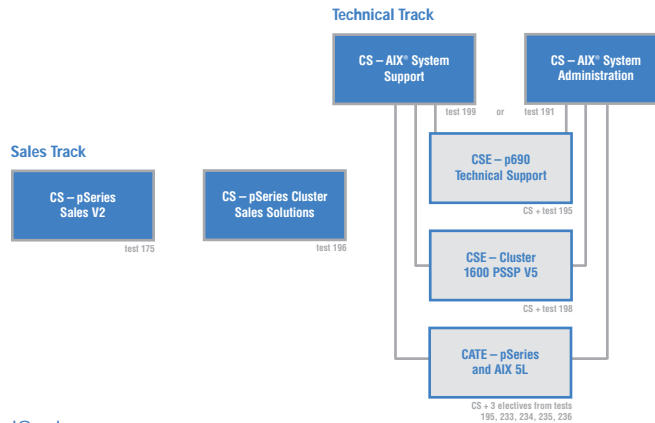 Technical Track
CS – AIX® System
Support
CS – AIX® System
Administration
test 199
or
test 191
Sales Track
CS – pSeries
Sales V2
test 175
CS – pSeries Cluster
Sales Solutions
test 196
CSE – p690
Technical Support
CS + test 195
CSE – Cluster
1600 PSSP V5
CS + test 198
CATE – pSeries
and AIX 5L
CS + 3 electives from tests
195, 233, 234, 235, 236